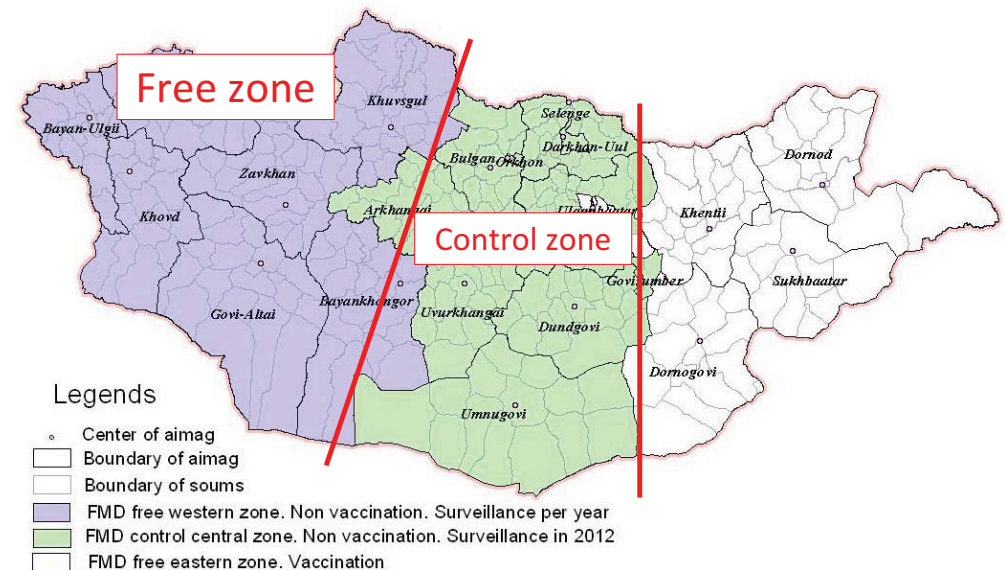 Free zone
Khuvsgul
Bayan-Ulgii
Selenge
Darkhan-Uul
Bulgan
Orkhon
Dornod
Zavkhan
Arkhangai
Ulaanbaatar
Khovd
Khentii
Control zone
Govisumber
Sukhbaatar
Bayankhongor
Govi-Altai
Uvurkhangai
Dundgovi
Dornogovi
Umnugovi
Legends
Center of aimag
Boundary of aimag
Boundary of soums
FMD free western zone. Non vaccination. Surveillance per year
FMD control central zone. Non vaccination. Surveillance in 2012
FMD free eastern zone. Vaccination